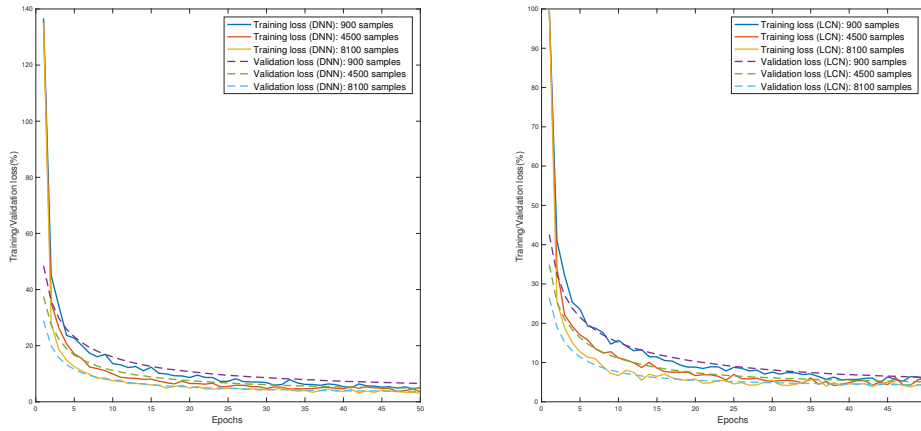 140
120
100
80
60
40
20
0
Training/Validation loss(%)
Training loss (DNN): 900 samples
Training loss (DNN): 4500 samples
Training loss (DNN): 8100 samples
Validation loss (DNN): 900 samples
Validation loss (DNN): 4500 samples
Validation loss (DNN): 8100 samples
0 5 10 15 20 25 30 35 40 45 50
Epochs
100
90
80
70
60
50
40
30
20
10
0
Training/Validation loss(%)
Training loss (LCN): 900 samples
Training loss (LCN): 4500 samples
Training loss (LCN): 8100 samples
Validation loss (LCN): 900 samples
Validation loss (LCN): 4500 samples
Validation loss (LCN): 8100 samples
0 5 10 15 20 25 30 35 40 45
Epochs